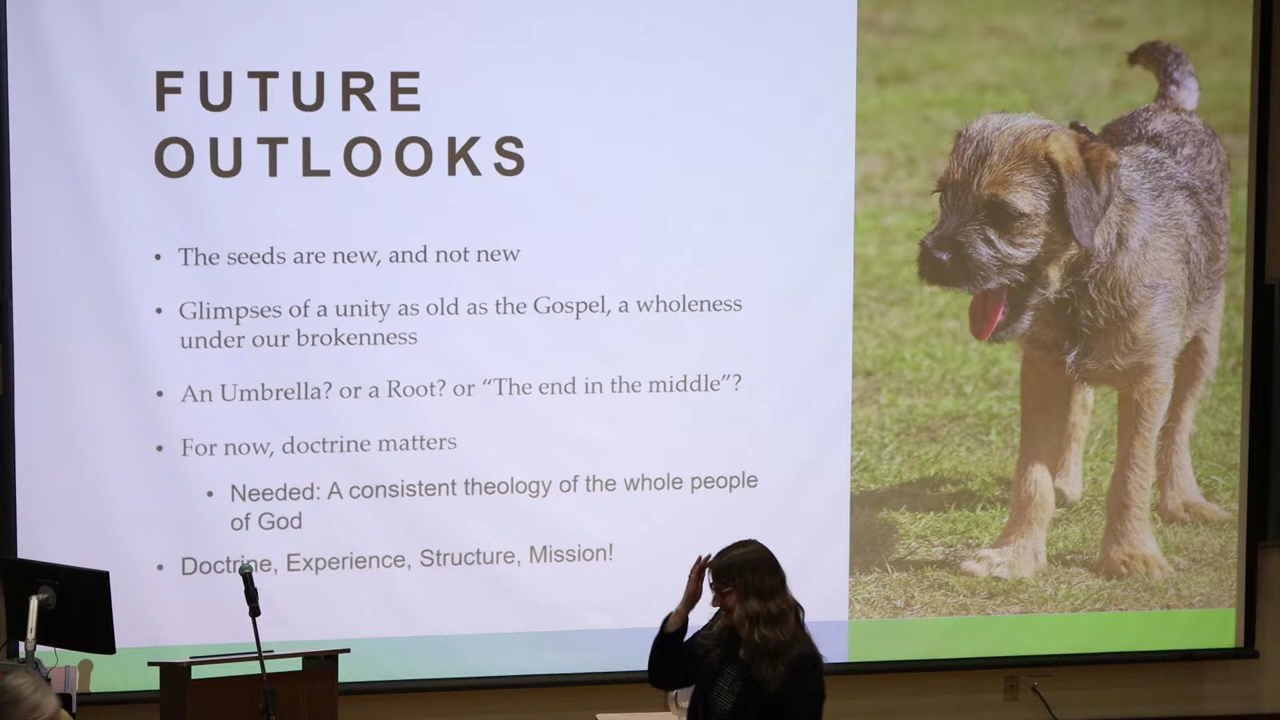 FUTURE
OUTLOOKS
• The seeds are new, and not new
• Glimpses of a unity as old as the Gospel, a wholeness
under our brokenness
• An Umbrella? or a Root? or “The end in the middle”?
• For now, doctrine matters
• Needed: A consistent theology of the whole people
of God
• Doctrine, Experience, Structure, Mission!